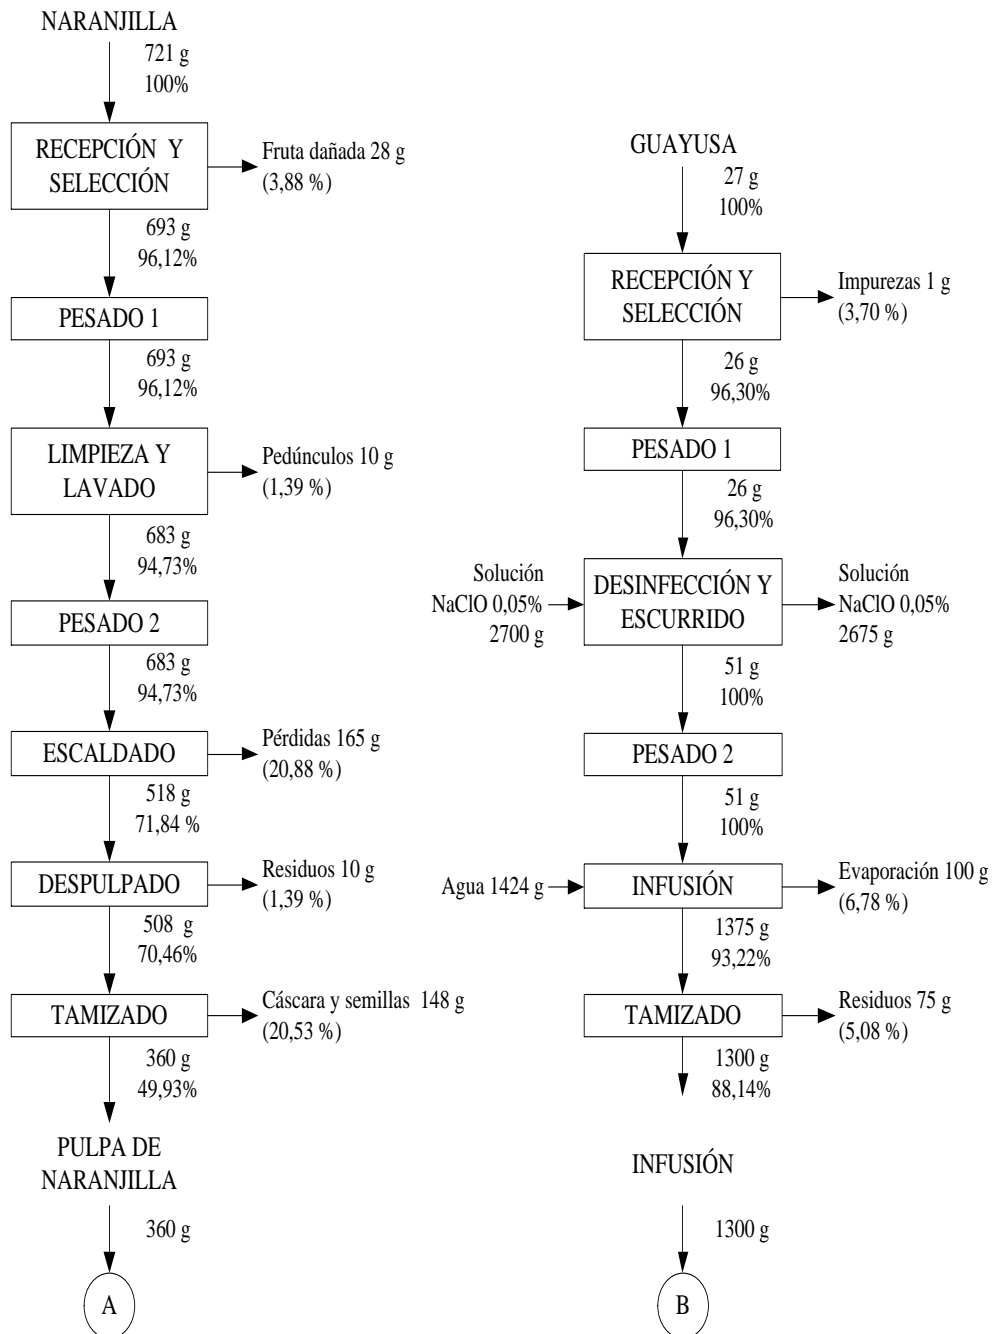 NARANJILLA
721 g
100%
RECEPCIÓN Y
SELECCIÓN
Fruta dañada 28 g
(3,88 %)
693 g
96,12%
PESADO 1
693 g
96,12%
LIMPIEZA Y
LAVADO
Pedúnculos 10 g
(1,39 %)
683 g
94,73%
PESADO 2
683 g
94,73%
ESCALDADO
Pérdidas 165 g
(20,88 %)
518 g
71,84 %
DESPULPADO
Residuos 10 g
(1,39 %)
508 g
70,46%
TAMIZADO
Cáscara y semillas 148 g
(20,53 %)
360 g
49,93%
PULPA DE
NARANJILLA
360 g
A
GUAYUSA
27 g
100%
RECEPCIÓN Y
SELECCIÓN
Impurezas 1 g
(3,70 %)
26 g
96,30%
PESADO 1
26 g
96,30%
Solución
NaClO 0,05%
2700 g
DESINFECCIÓN Y
ESCURRIDO
Solución
NaClO 0,05%
2675 g
51 g
100%
PESADO 2
51 g
100%
Agua 1424 g
INFUSIÓN
Evaporación 100 g
(6,78 %)
1375 g
93,22%
TAMIZADO
Residuos 75 g
(5,08 %)
1300 g
88,14%
INFUSIÓN
1300 g
B